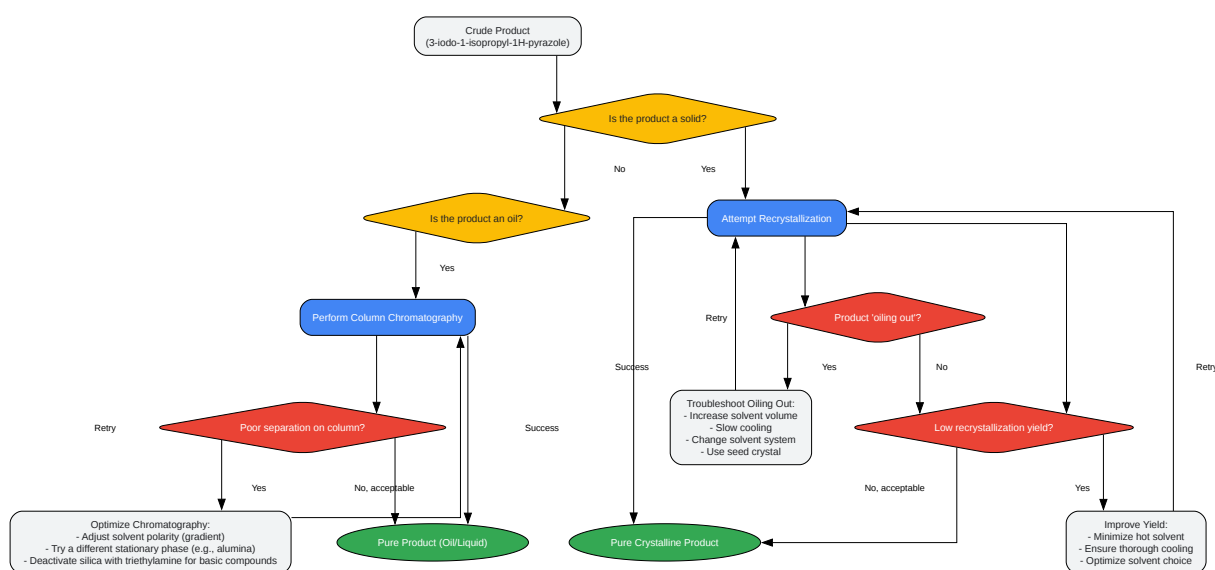 Crude Product
(3-iodo-1-isopropyl-1H-pyrazole)
Is the product a solid?
No
Yes
Is the product an oil?
Attempt Recrystallization
Yes
Perform Column Chromatography
Product 'oiling out'?
Retry
Success
Yes
No
Retry
Troubleshoot Oiling Out:
- Increase solvent volume
- Slow cooling
- Change solvent system
- Use seed crystal
Retry
Poor separation on column?
Success
Low recrystallization yield?
Yes
No, acceptable
No, acceptable
Yes
Optimize Chromatography:
- Adjust solvent polarity (gradient)
- Try a different stationary phase (e.g., alumina)
- Deactivate silica with triethylamine for basic compounds
Pure Product (Oil/Liquid)
Pure Crystalline Product
Improve Yield:
- Minimize hot solvent
- Ensure thorough cooling
- Optimize solvent choice